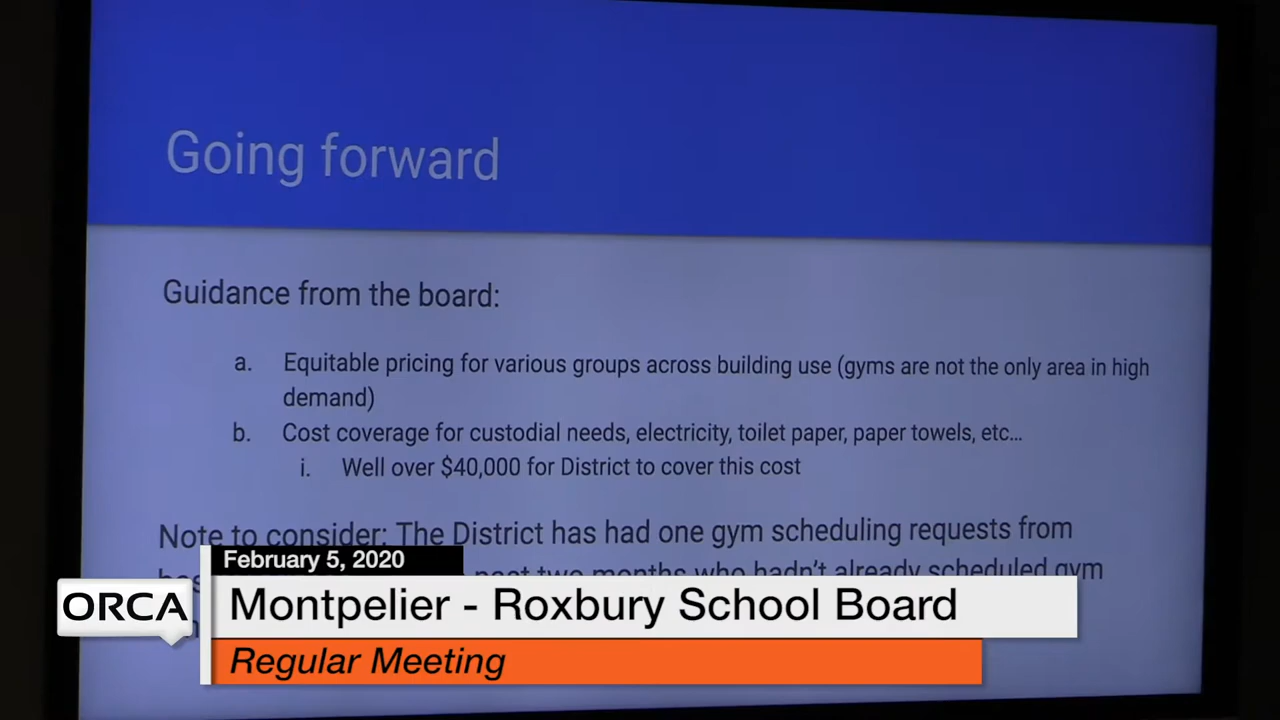 Going forward
Guidance from the board:
a. Equitable pricing for various groups across building use (gyms are not the only area in high
demand)
b. Cost coverage for custodial needs, electricity, toilet paper, paper towels, etc...
i. Well over $40,000 for District to cover this cost
Note to consider: The District has had one gym scheduling requests from
past two months who hadn't already scheduled gym
February 5, 2020
ORCA
Montpelier - Roxbury School Board
Regular Meeting